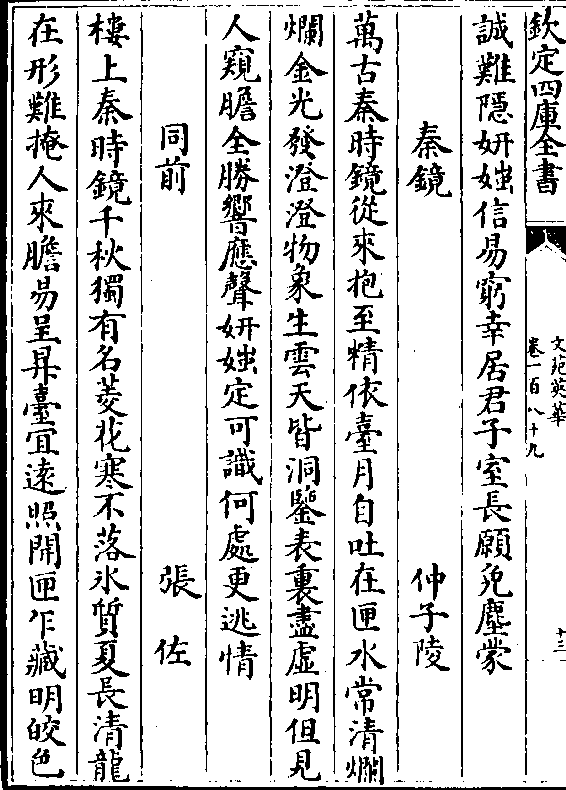 欽定四庫全書
文苑英華
卷一百八十九
十三
誠難隱妍媸信易窮幸居君子室長願免塵蒙
秦鏡 仲子陵
萬古秦時鏡從來抱至精依臺月自吐在匣水常清爛
爛金光發澄澄物象生雲天皆洞鑒表裏盡虛明但見
人窺膽全勝響應聲妍媸定可識何處更逃情
同前 張佐
樓上秦時鏡千秋獨有名菱花寒不落冰質夏長清龍
在形難掩人來膽易呈昇臺宜遠照開匣乍藏明皎色